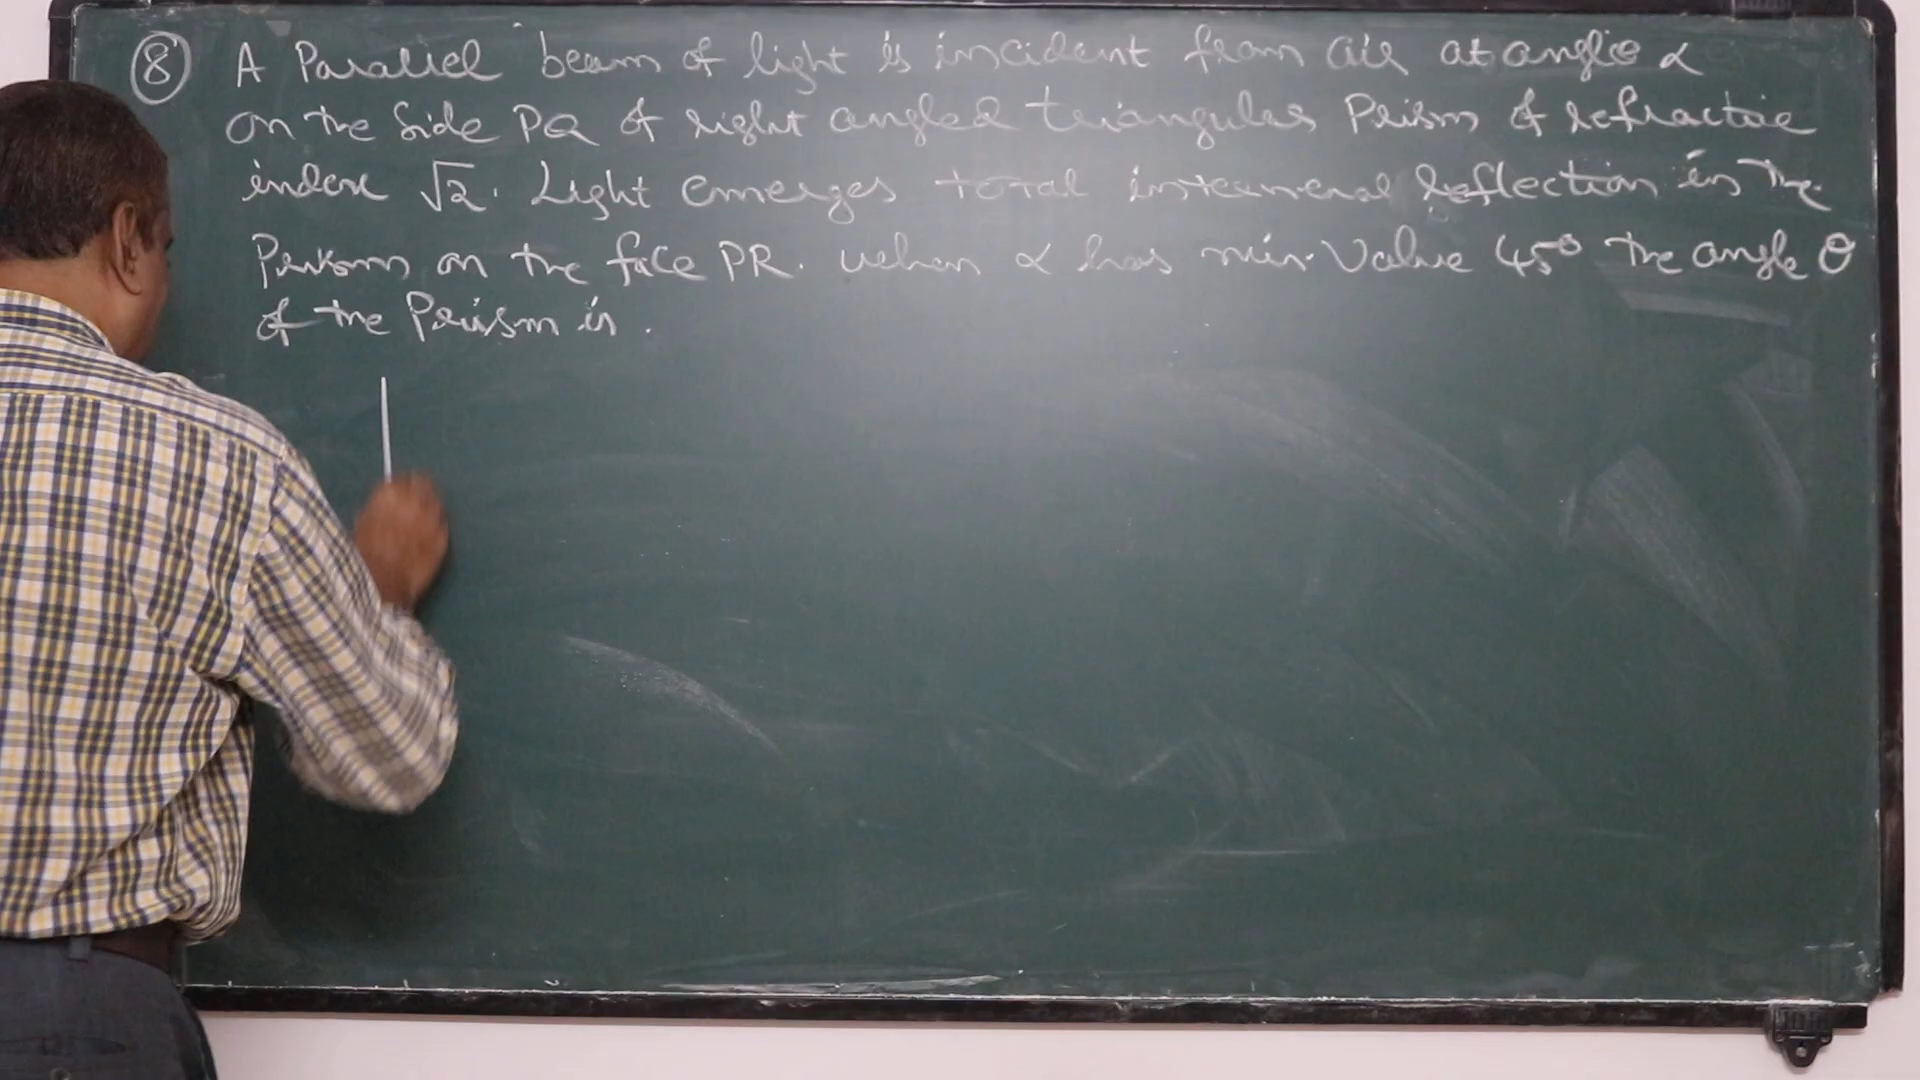 8 A Parallel beam of light is incident from air at angle α
on the Side PQ of right angled triangular Prism of refractive
index √2. Light emerges total internal reflection in the
Prism on the face PR. when α has min. Value 45° The angle θ
of the Prism is.